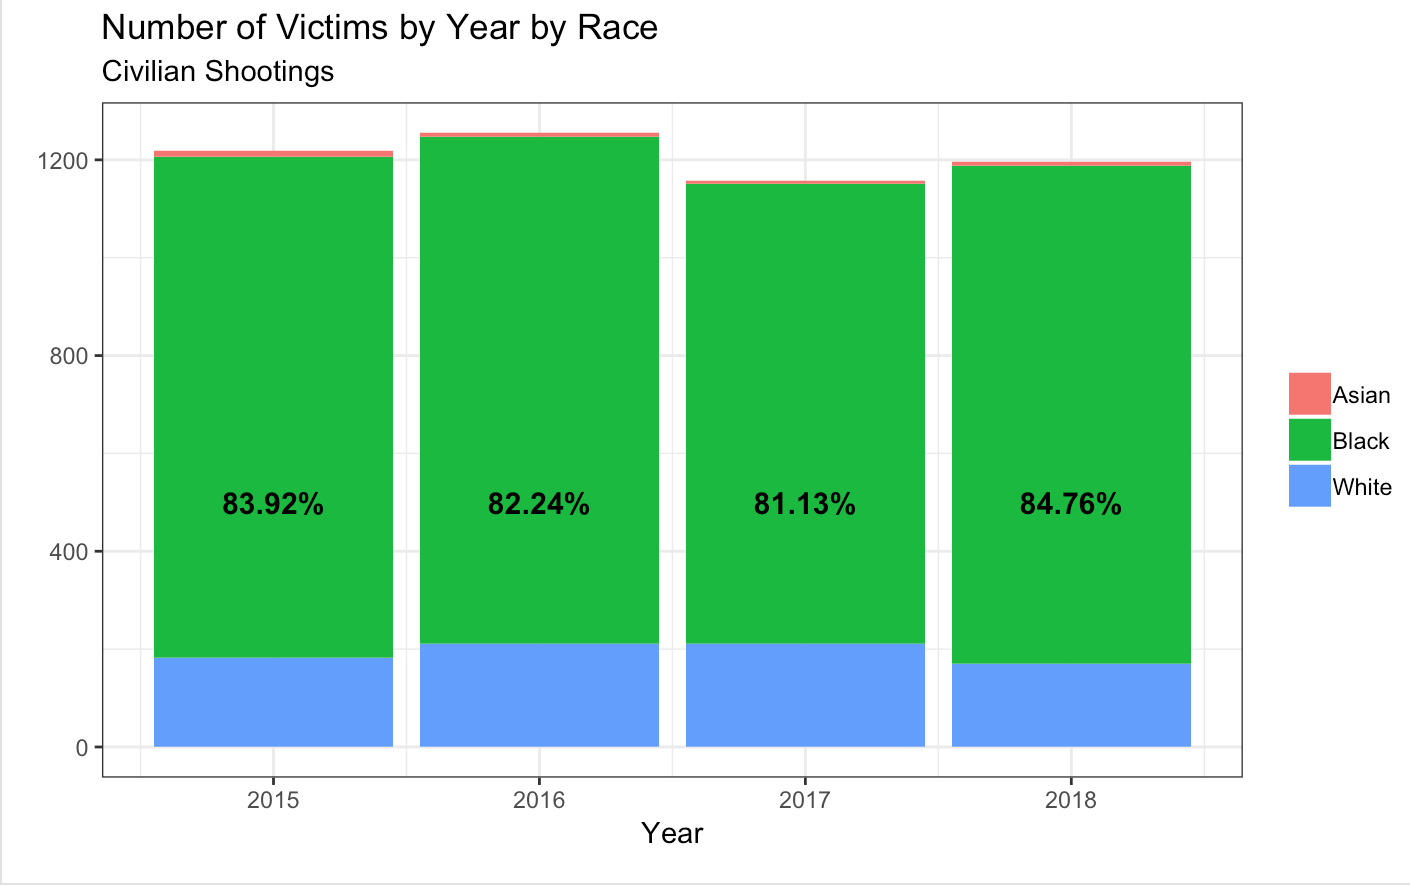 Number of Victims by Year by Race
Civilian Shootings
1200
800
400
0
83.92%
82.24%
81.13%
84.76%
2015
2016
2017
2018
Year
Asian
Black
White